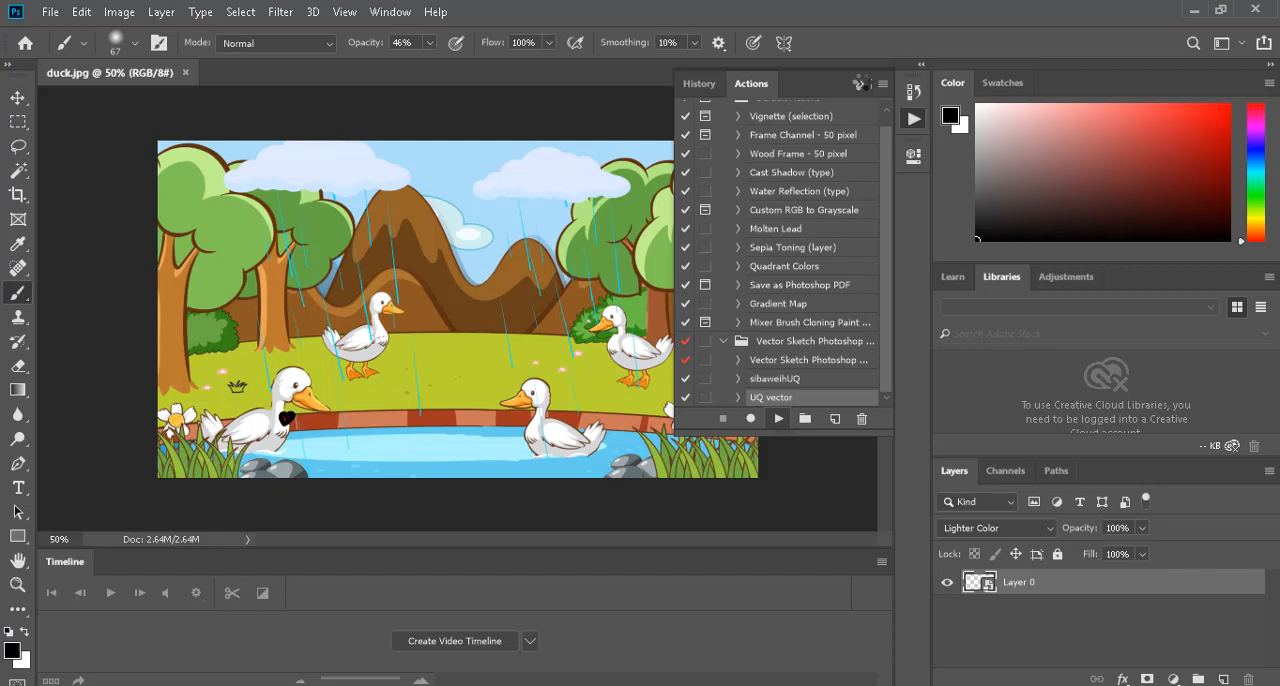 Ps File Edit Image Layer Type Select Filter 3D View Window Help
67 Mode: Normal Opacity: 46% Flow: 100% Smoothing: 10%
duck.jpg @ 50% (RGB/8#)
History Actions
Vignette (selection)
Frame Channel - 50 pixel
Wood Frame - 50 pixel
Cast Shadow (type)
Water Reflection (type)
Custom RGB to Grayscale
Molten Lead
Sepia Toning (layer)
Quadrant Colors
Save as Photoshop PDF
Gradient Map
Mixer Brush Cloning Paint ...
Vector Sketch Photoshop ...
Vector Sketch Photoshop ...
sibaweihUQ
UQ vector
Color Swatches
Learn Libraries Adjustments
Search Adobe Stock
To use Creative Cloud Libraries, you
need to be logged into a Creative
Cloud account.
-- KB
Layers Channels Paths
Kind
Lighter Color Opacity: 100%
Lock: Fill: 100%
Layer 0
50% Doc: 2.64M/2.64M
Timeline
Create Video Timeline